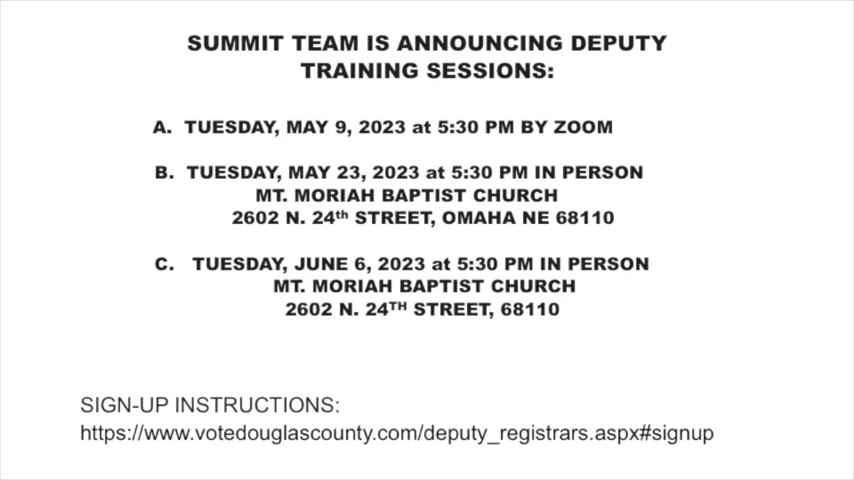 SUMMIT TEAM IS ANNOUNCING DEPUTY
TRAINING SESSIONS:
A. TUESDAY, MAY 9, 2023 at 5:30 PM BY ZOOM
B. TUESDAY, MAY 23, 2023 at 5:30 PM IN PERSON
MT. MORIAH BAPTIST CHURCH
2602 N. 24th STREET, OMAHA NE 68110
C. TUESDAY, JUNE 6, 2023 at 5:30 PM IN PERSON
MT. MORIAH BAPTIST CHURCH
2602 N. 24TH STREET, 68110
SIGN-UP INSTRUCTIONS:
https://www.votedouglascounty.com/deputy_registrars.aspx#signup